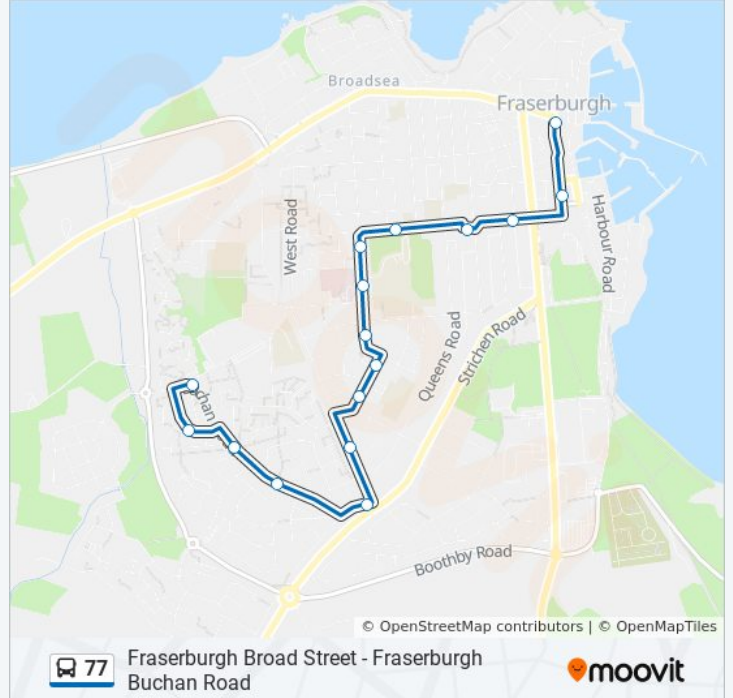 Broadsea
Fraserburgh
West Road
Harbour Road
Queens Road
Strichen Road
chan
Boothby Road
© OpenStreetMap contributors | © OpenMapTiles
77
Fraserburgh Broad Street - Fraserburgh
Buchan Road
moovit